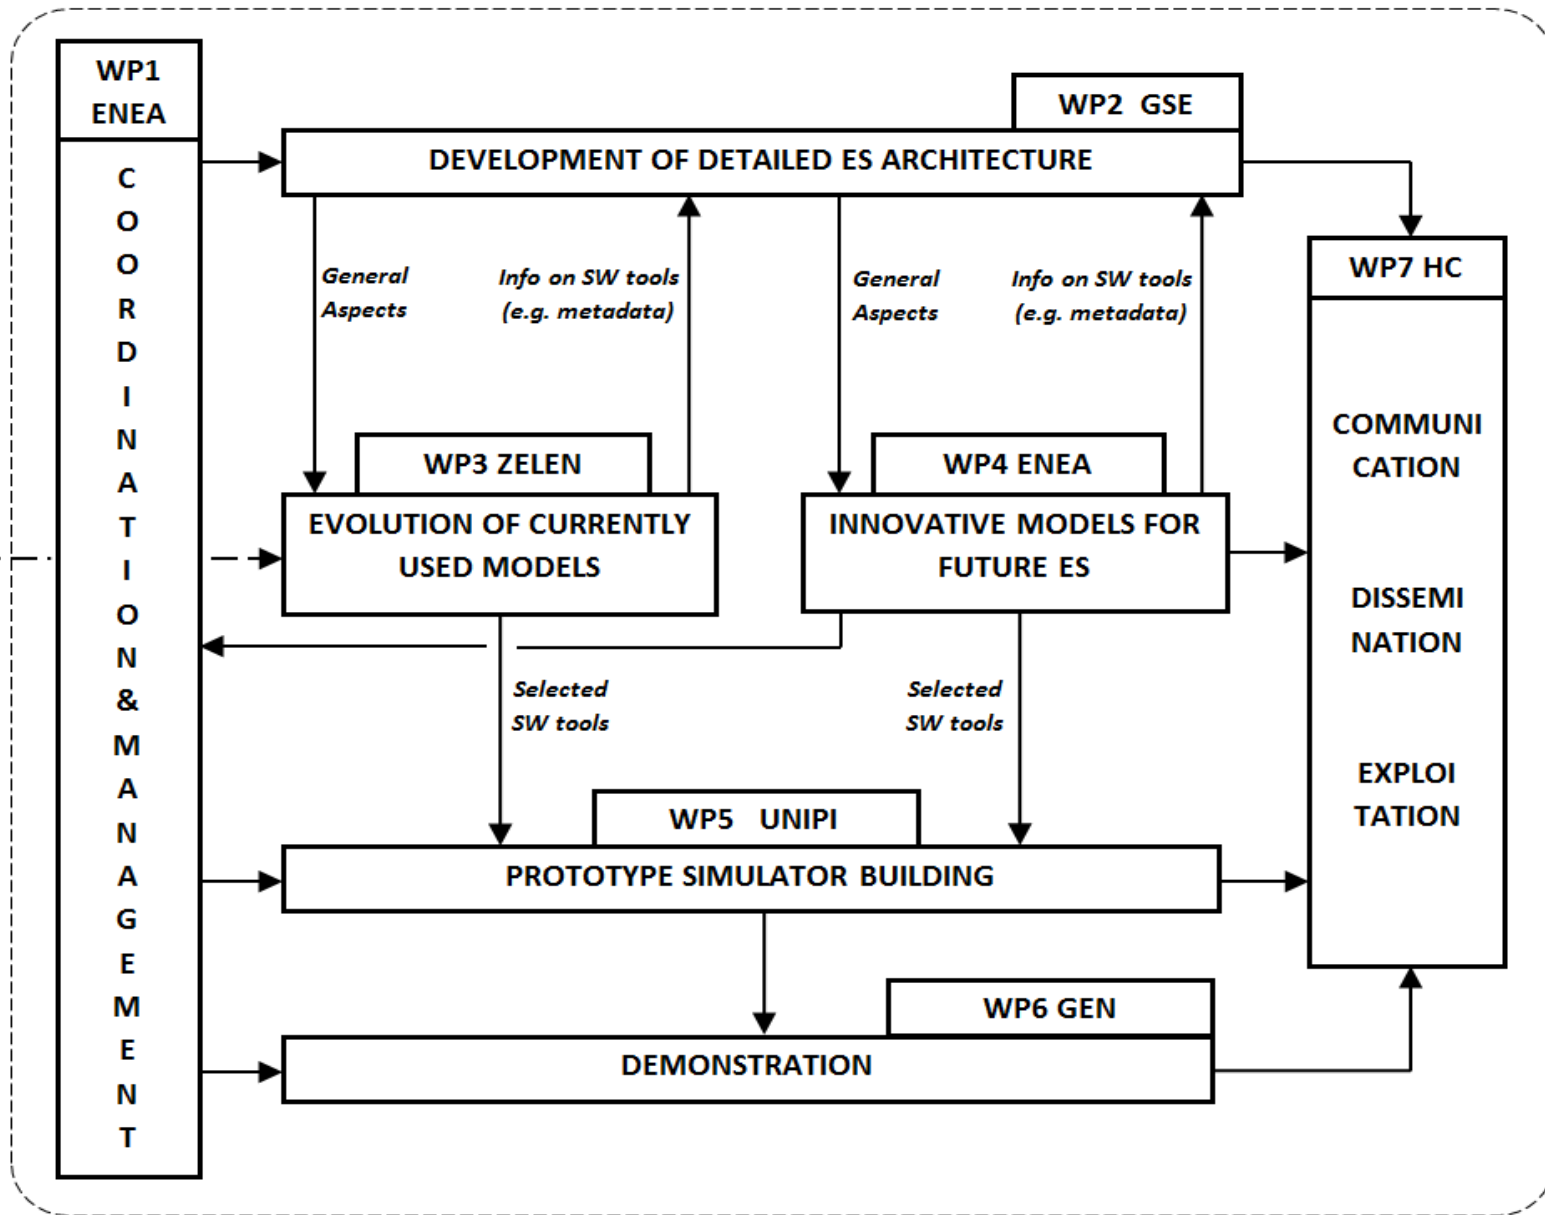 WP1
ENEA
C
O
O
R
D
I
N
A
T
I
O
N
&
M
A
N
A
G
E
M
E
N
T
WP2 GSE
DEVELOPMENT OF DETAILED ES ARCHITECTURE
General
Aspects
Info on SW tools
(e.g. metadata)
General
Aspects
Info on SW tools
(e.g. metadata)
WP3 ZELEN
EVOLUTION OF CURRENTLY
USED MODELS
WP4 ENEA
INNOVATIVE MODELS FOR
FUTURE ES
Selected
SW tools
Selected
SW tools
WP5 UNIPI
PROTOTYPE SIMULATOR BUILDING
WP6 GEN
DEMONSTRATION
WP7 HC
COMMUNI
CATION
DISSEMI
NATION
EXPLOI
TATION